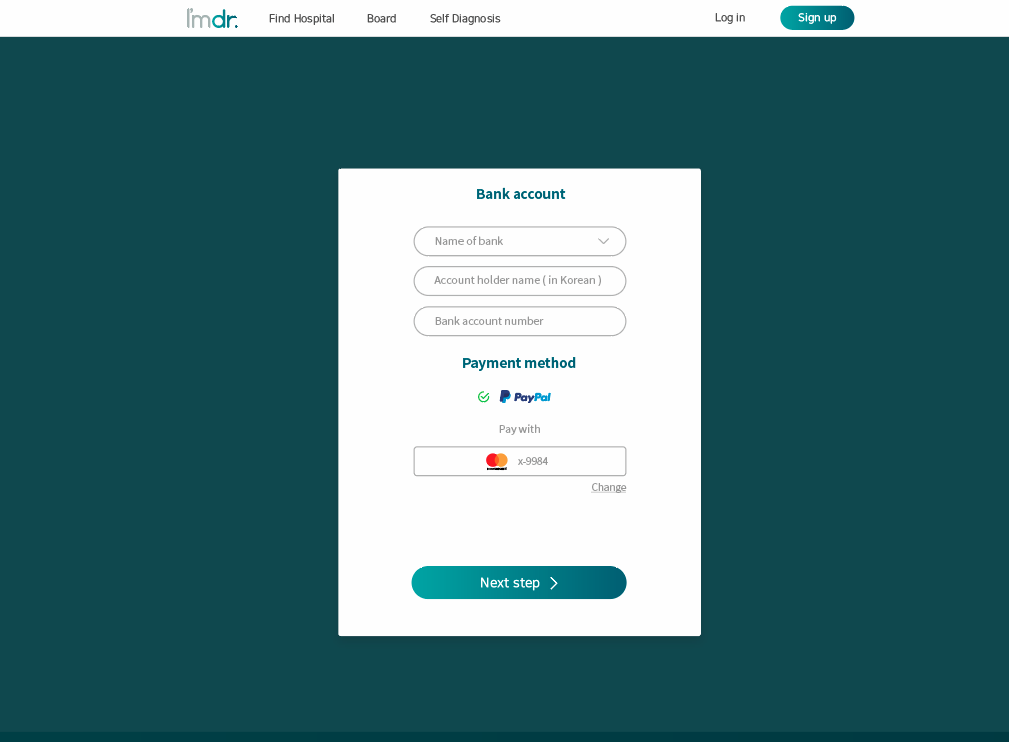 I'mdr.
Find Hospital
Board
Self Diagnosis
Log in
Sign up
Bank account
Name of bank
Account holder name ( in Korean )
Bank account number
Payment method
PayPal
Pay with
x-9984
Change
Next step